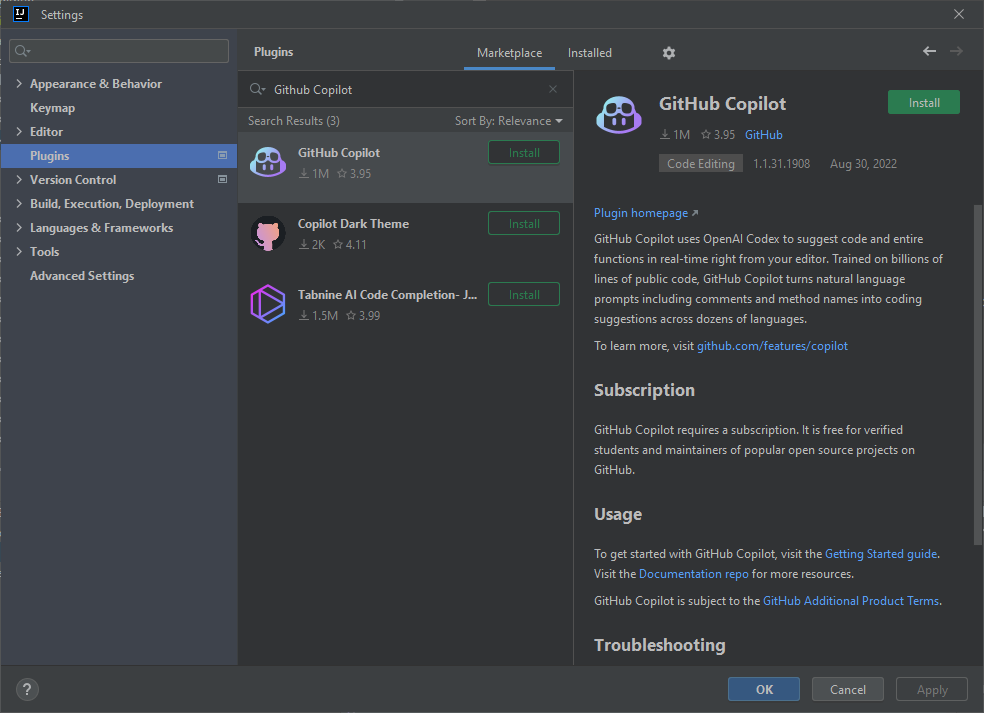 IJ
Settings
Appearance & Behavior
Keymap
Editor
Plugins
Version Control
Build, Execution, Deployment
Languages & Frameworks
Tools
Advanced Settings
Plugins
Marketplace
Installed
Github Copilot
Search Results (3)
Sort By: Relevance
GitHub Copilot
1M 3.95
Install
Copilot Dark Theme
2K 4.11
Install
Tabnine AI Code Completion- J...
1.5M 3.99
Install
GitHub Copilot
Install
1M 3.95 GitHub
Code Editing 1.1.31.1908 Aug 30, 2022
Plugin homepage
GitHub Copilot uses OpenAI Codex to suggest code and entire
functions in real-time right from your editor. Trained on billions of
lines of public code, GitHub Copilot turns natural language
prompts including comments and method names into coding
suggestions across dozens of languages.
To learn more, visit github.com/features/copilot
Subscription
GitHub Copilot requires a subscription. It is free for verified
students and maintainers of popular open source projects on
GitHub.
Usage
To get started with GitHub Copilot, visit the Getting Started guide.
Visit the Documentation repo for more resources.
GitHub Copilot is subject to the GitHub Additional Product Terms.
Troubleshooting
?
OK
Cancel
Apply